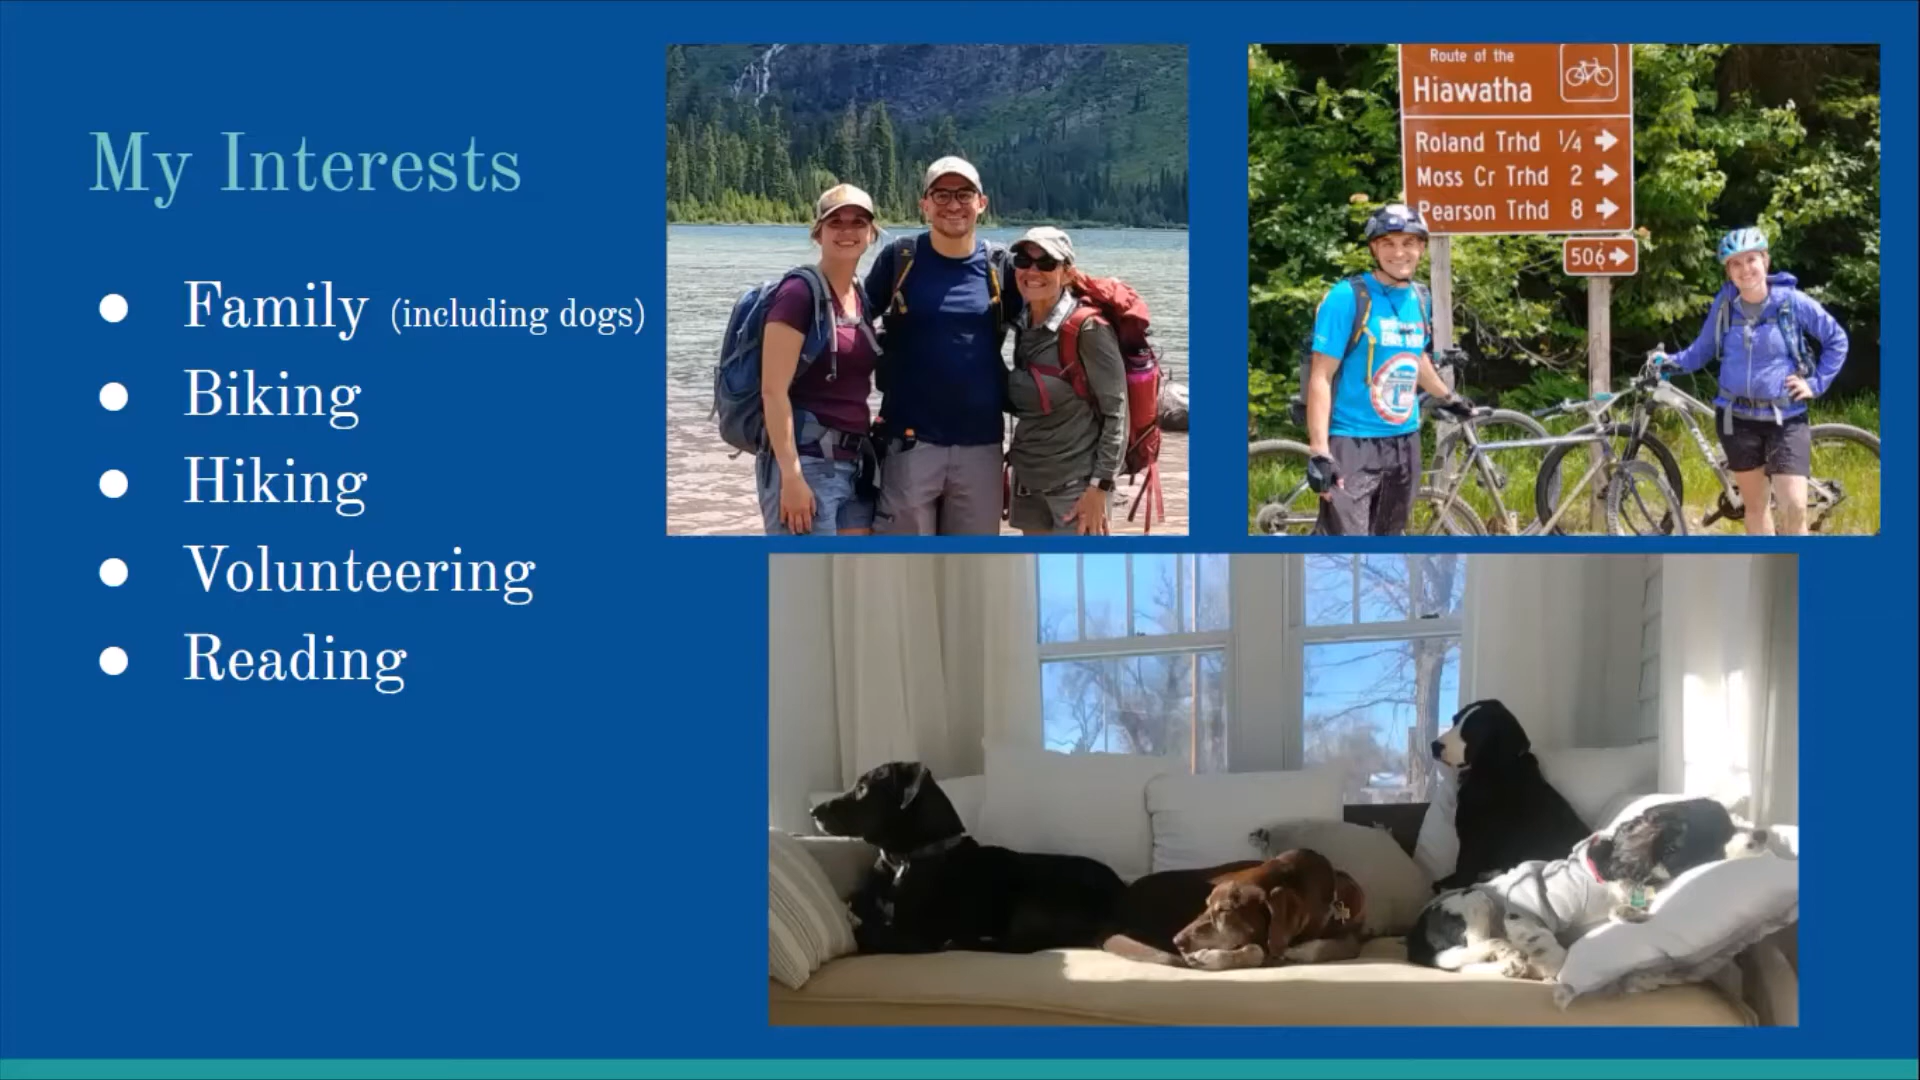 My Interests
Family (including dogs)
Biking
Hiking
Volunteering
Reading
Route of the
Hiawatha
Roland Trhd 1/4
Moss Cr Trhd 2
Pearson Trhd 8
506